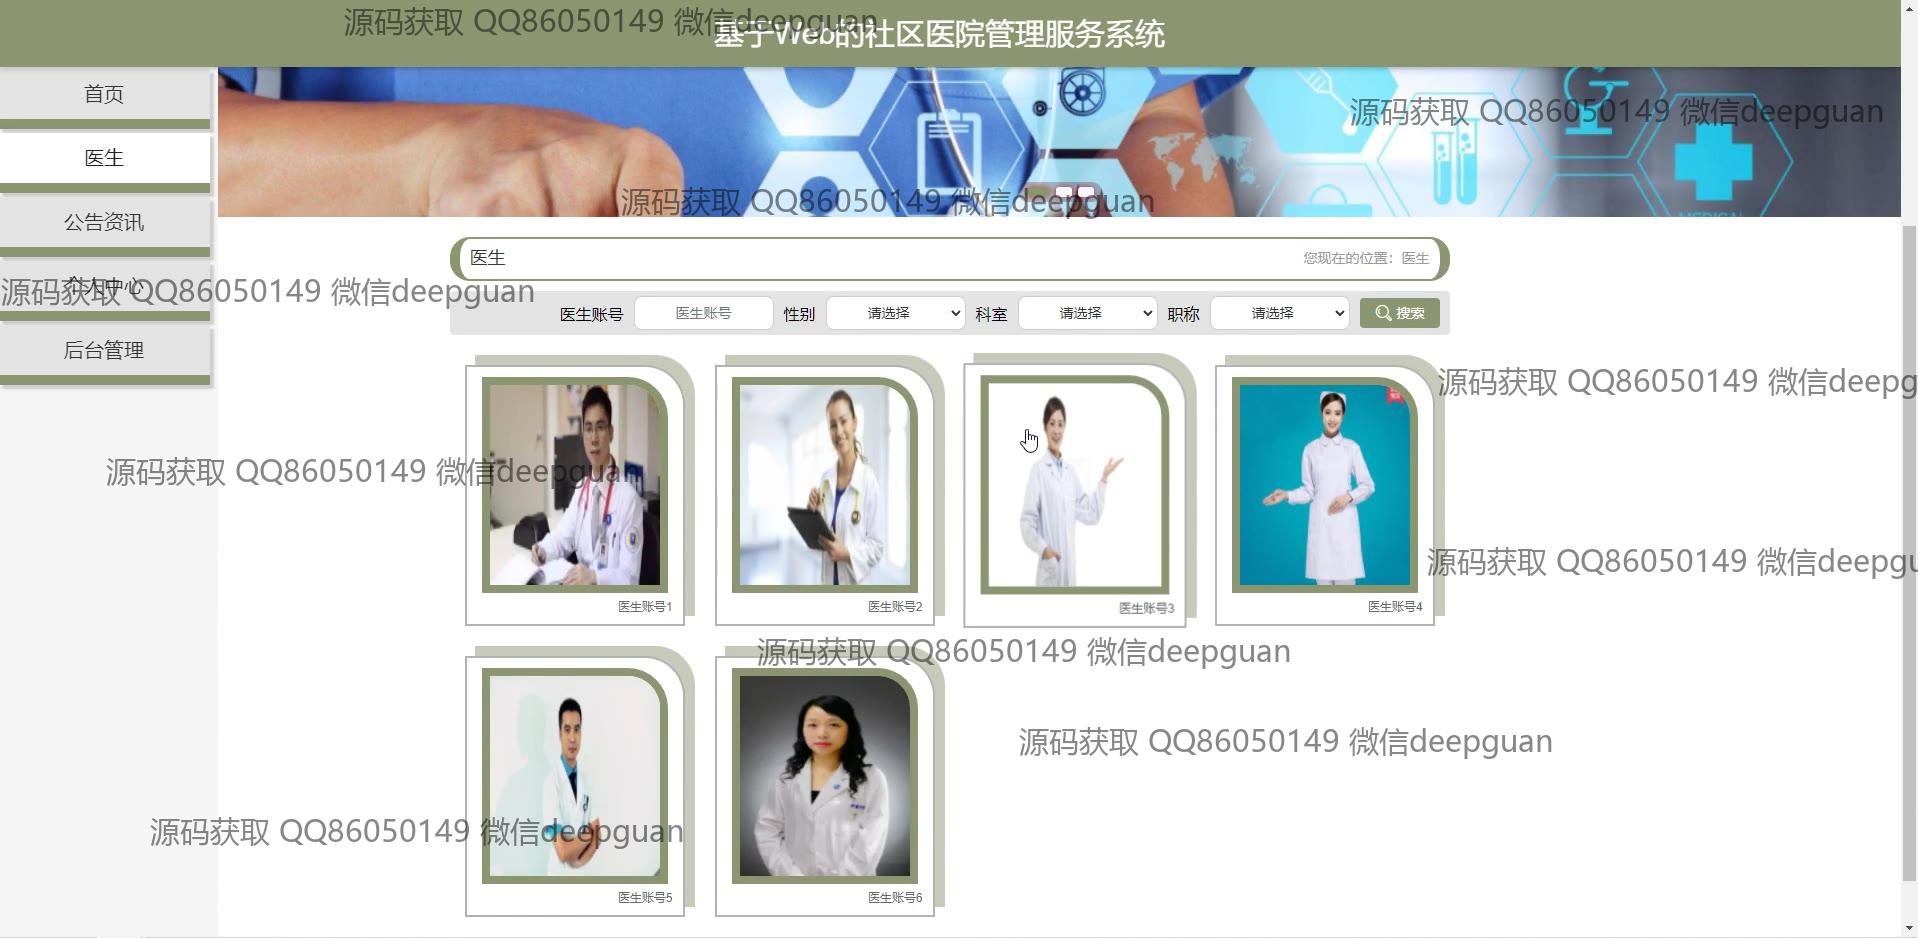 源码获取 QQ86050149 微信deepguan
基于Web的社区医院管理服务系统
首页
医生
公告资讯
个人中心
后台管理
源码获取 QQ86050149 微信deepguan
源码获取 QQ86050149 微信deepguan
MEDICAL
医生
您现在的位置：医生
源码获取 QQ86050149 微信deepguan
医生账号 医生账号 性别 请选择 科室 请选择 职称 请选择 搜索
源码获取 QQ86050149 微信deepg
源码获取 QQ86050149 微信deepguan
源码获取 QQ86050149 微信deepgu
医生账号1
医生账号2
医生账号3
医生账号4
源码获取 QQ86050149 微信deepguan
源码获取 QQ86050149 微信deepguan
源码获取 QQ86050149 微信deepguan
医生账号5
医生账号6